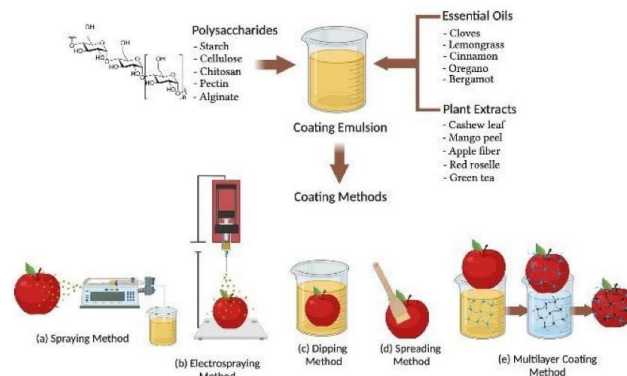 Polysaccharides
- Starch
- Cellulose
- Chitosan
- Pectin
- Alginate
Coating Emulsion
Essential Oils
- Cloves
- Lemongrass
- Cinnamon
- Oregano
- Bergamot
Plant Extracts
- Cashew leaf
- Mango peel
- Apple fiber
- Red roselle
- Green tea
Coating Methods
(a) Spraying Method
(b) Electrospraying
Method
(c) Dipping
Method
(d) Spreading
Method
(e) Multilayer Coating
Method